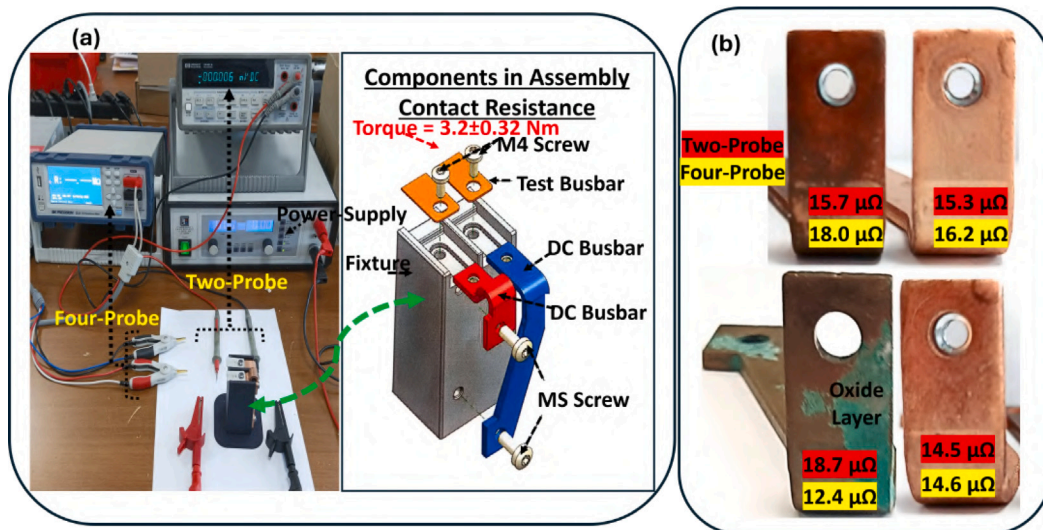 (a)
-000.006 mVDC
Power-Supply
Two-Probe
Four-Probe
Components in Assembly
Contact Resistance
Torque = 3.2±0.32 Nm
M4 Screw
Test Busbar
DC Busbar
Fixture
DC Busbar
MS Screw
(b)
Two-Probe
Four-Probe
15.7 μΩ
18.0 μΩ
15.3 μΩ
16.2 μΩ
Oxide
Layer
18.7 μΩ
12.4 μΩ
14.5 μΩ
14.6 μΩ